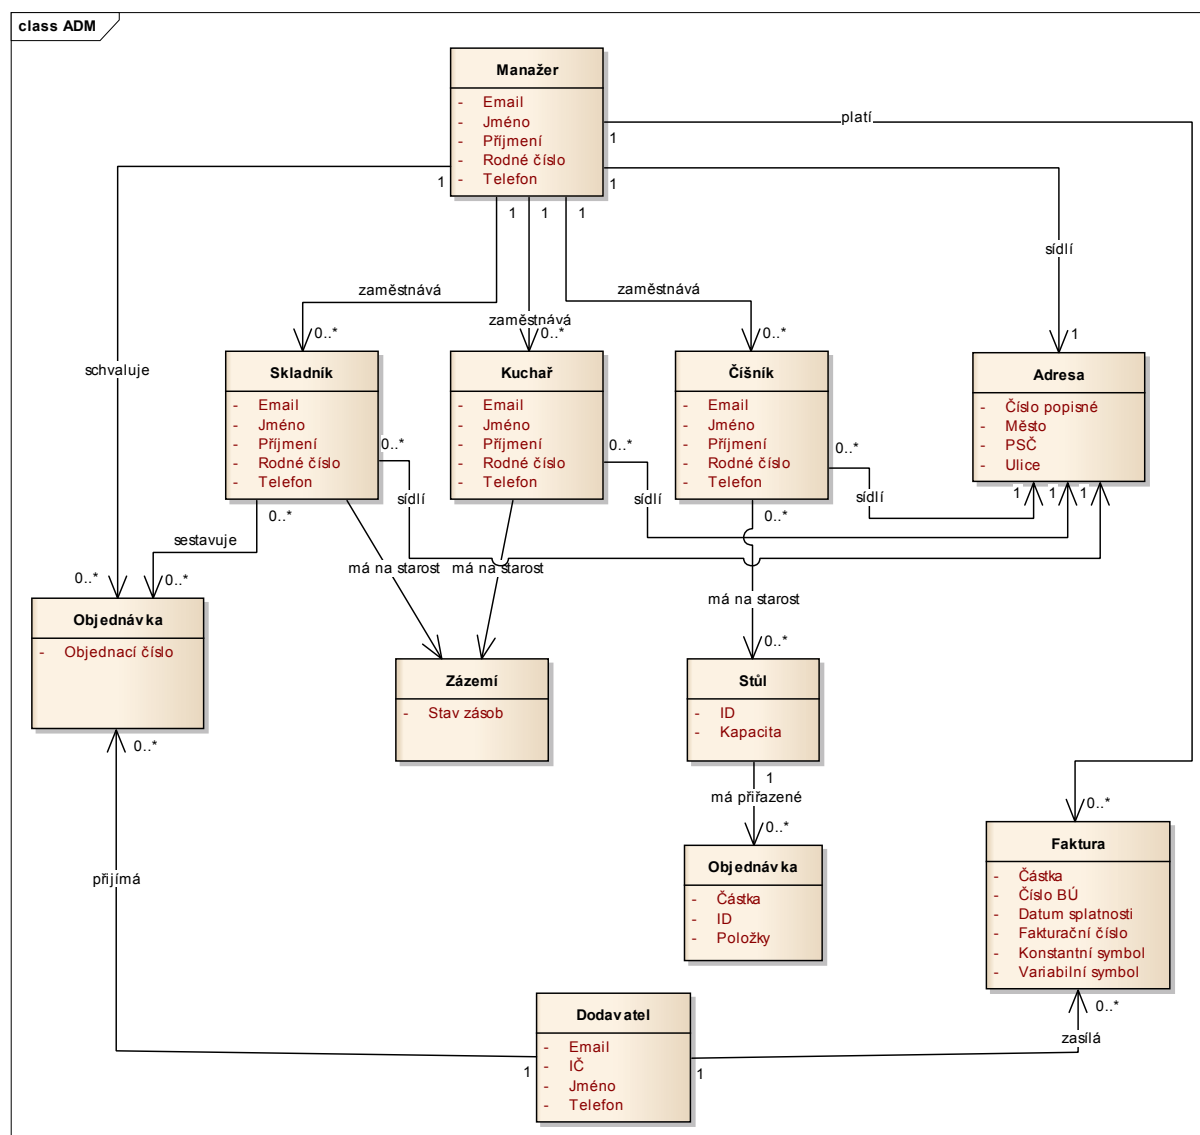 class ADM
Manažer
- Email
- Jméno
- Příjmení
- Rodné číslo
- Telefon
platí
1
1
1
1
1
1
sídlí
zaměstnává
zaměstnává
zaměstnává
0..*
0..*
0..*
1
schvaluje
Skladník
- Email
- Jméno
- Příjmení
- Rodné číslo
- Telefon
Kuchař
- Email
- Jméno
- Příjmení
- Rodné číslo
- Telefon
Číšník
- Email
- Jméno
- Příjmení
- Rodné číslo
- Telefon
Adresa
- Číslo popisné
- Město
- PSČ
- Ulice
0..*
0..*
0..*
sídlí
sídlí
sídlí
1
1
1
0..*
0..*
sestavuje
má na starost
má na starost
má na starost
0..*
0..*
0..*
Objednávka
- Objednací číslo
Zázemí
- Stav zásob
Stůl
- ID
- Kapacita
0..*
1
má přiřazené
0..*
0..*
Objednávka
- Částka
- ID
- Položky
Faktura
- Částka
- Číslo BÚ
- Datum splatnosti
- Fakturační číslo
- Konstantní symbol
- Variabilní symbol
přijímá
0..*
zasílá
Dodavatel
- Email
- IČ
- Jméno
- Telefon
1
1